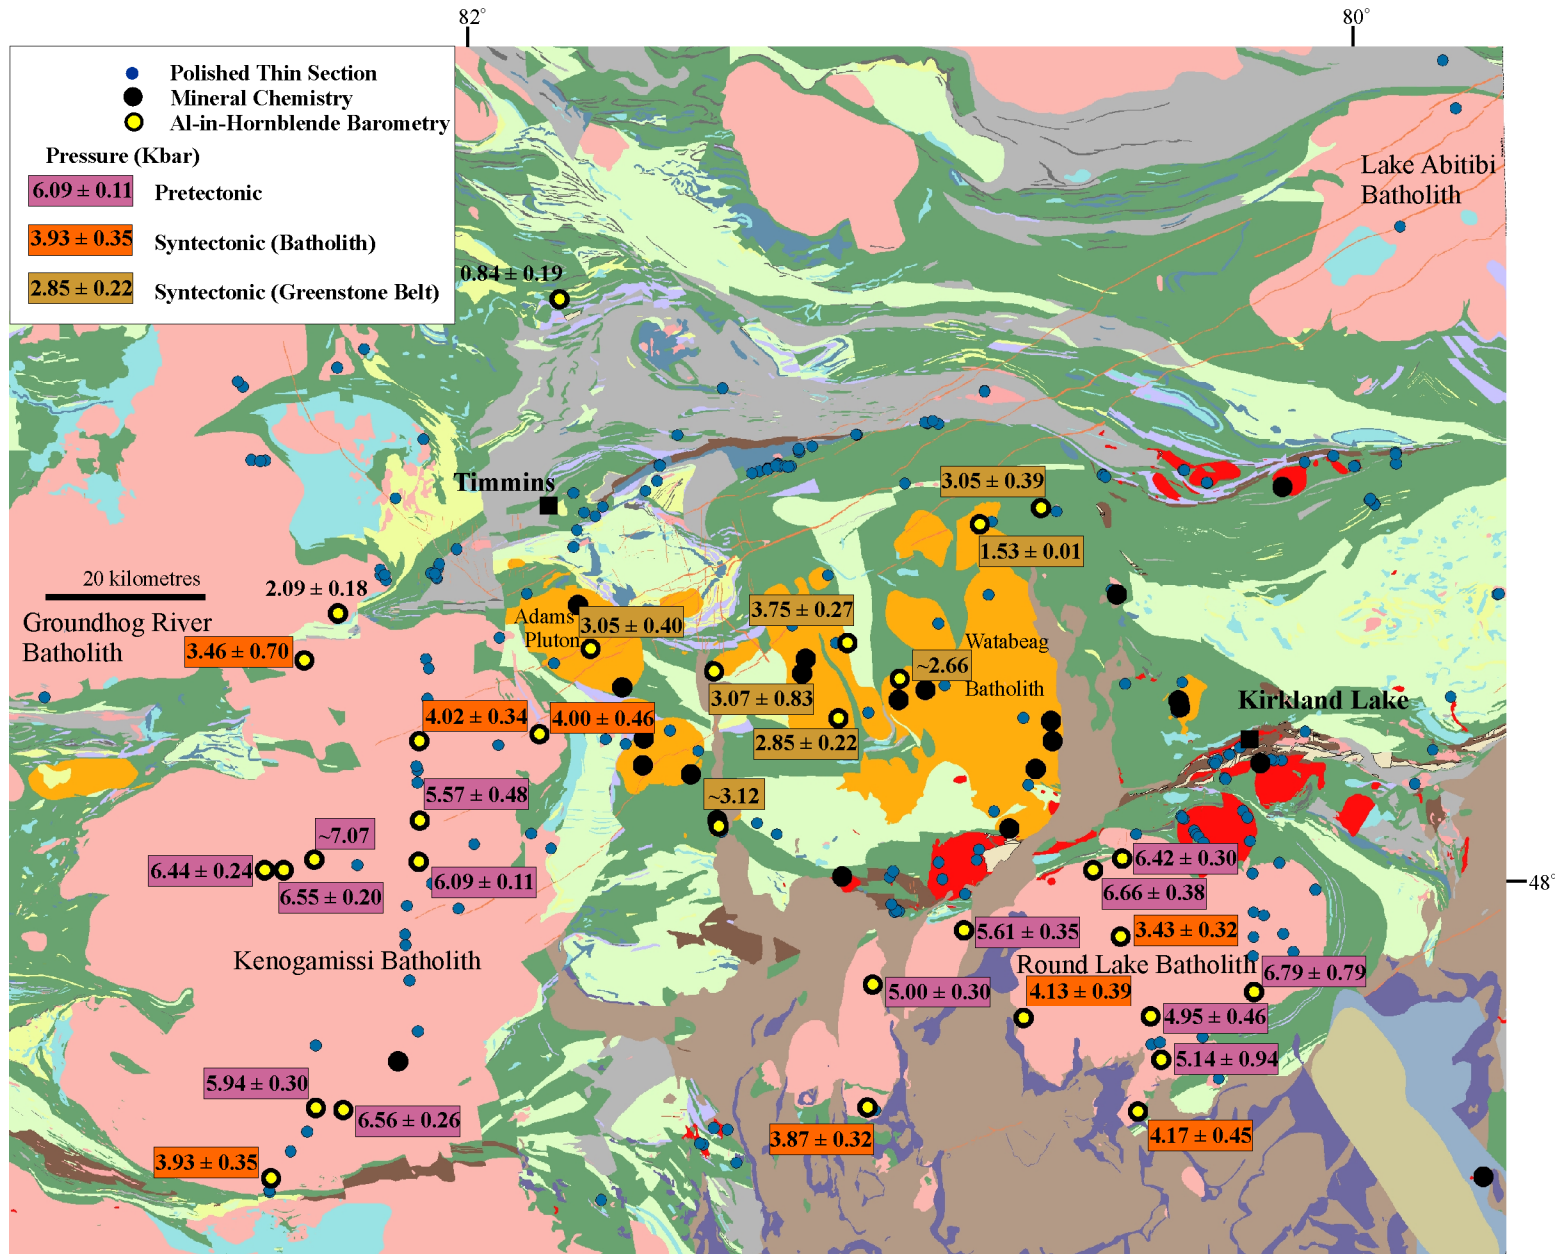 82°
80°
Polished Thin Section
Mineral Chemistry
Al-in-Hornblende Barometry
Pressure (Kbar)
6.09 ± 0.11 Pretectonic
3.93 ± 0.35 Syntectonic (Batholith)
2.85 ± 0.22 Syntectonic (Greenstone Belt)
Lake Abitibi
Batholith
0.84 ± 0.19
Timmins
3.05 ± 0.39
1.53 ± 0.01
20 kilometres
2.09 ± 0.18
Groundhog River
Batholith
3.46 ± 0.70
Adams
Pluton
3.05 ± 0.40
3.75 ± 0.27
Watabeag
Batholith
~2.66
3.07 ± 0.83
2.85 ± 0.22
Kirkland Lake
4.02 ± 0.34
4.00 ± 0.46
5.57 ± 0.48
~3.12
~7.07
6.44 ± 0.24
6.55 ± 0.20
6.09 ± 0.11
6.42 ± 0.30
6.66 ± 0.38
48°
5.61 ± 0.35
3.43 ± 0.32
Kenogamissi Batholith
Round Lake Batholith
6.79 ± 0.79
5.00 ± 0.30
4.13 ± 0.39
4.95 ± 0.46
5.14 ± 0.94
5.94 ± 0.30
6.56 ± 0.26
3.87 ± 0.32
4.17 ± 0.45
3.93 ± 0.35